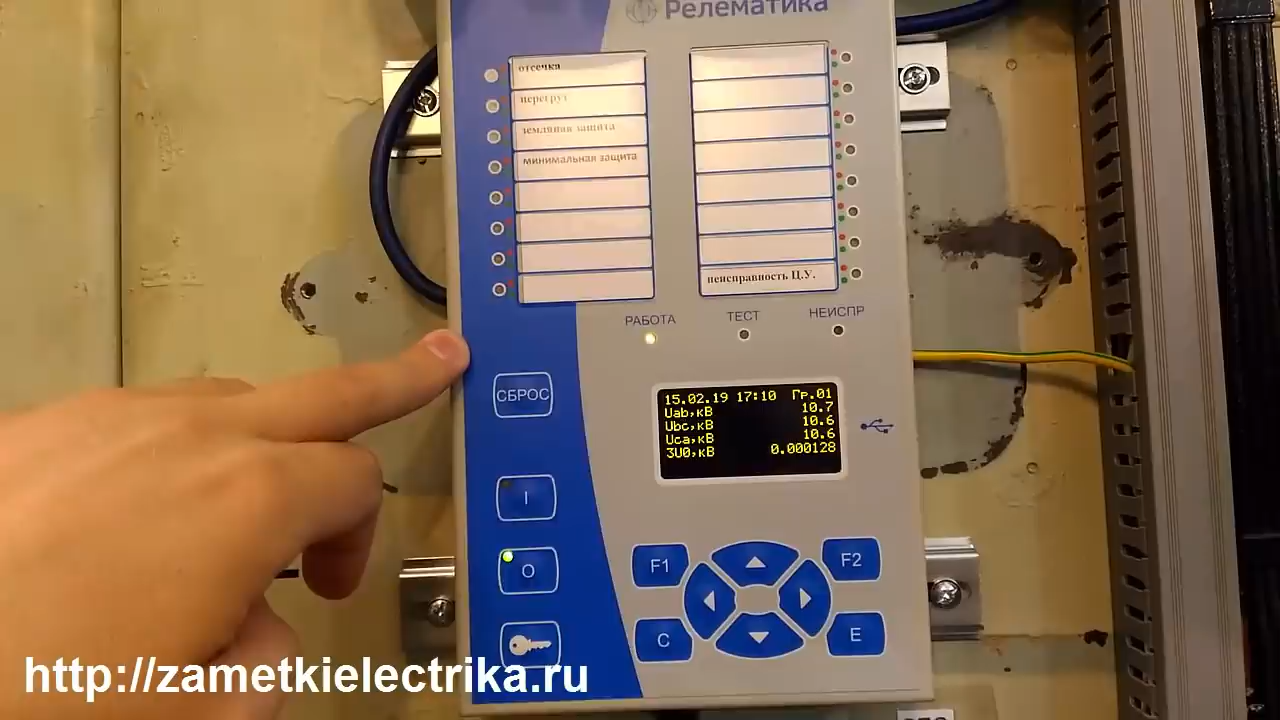 Релематика
отсечка
перегруз
земляная защита
минимальная защита
неисправность Ц.У.
РАБОТА
ТЕСТ
НЕИСПР
СБРОС
15.02.19 17:10 Гр.01
Uab,кВ 10.7
Ubc,кВ 10.6
Uca,кВ 10.6
3U0,кВ 0.000128
I
O
F1
F2
C
E
http://zametkielectrika.ru